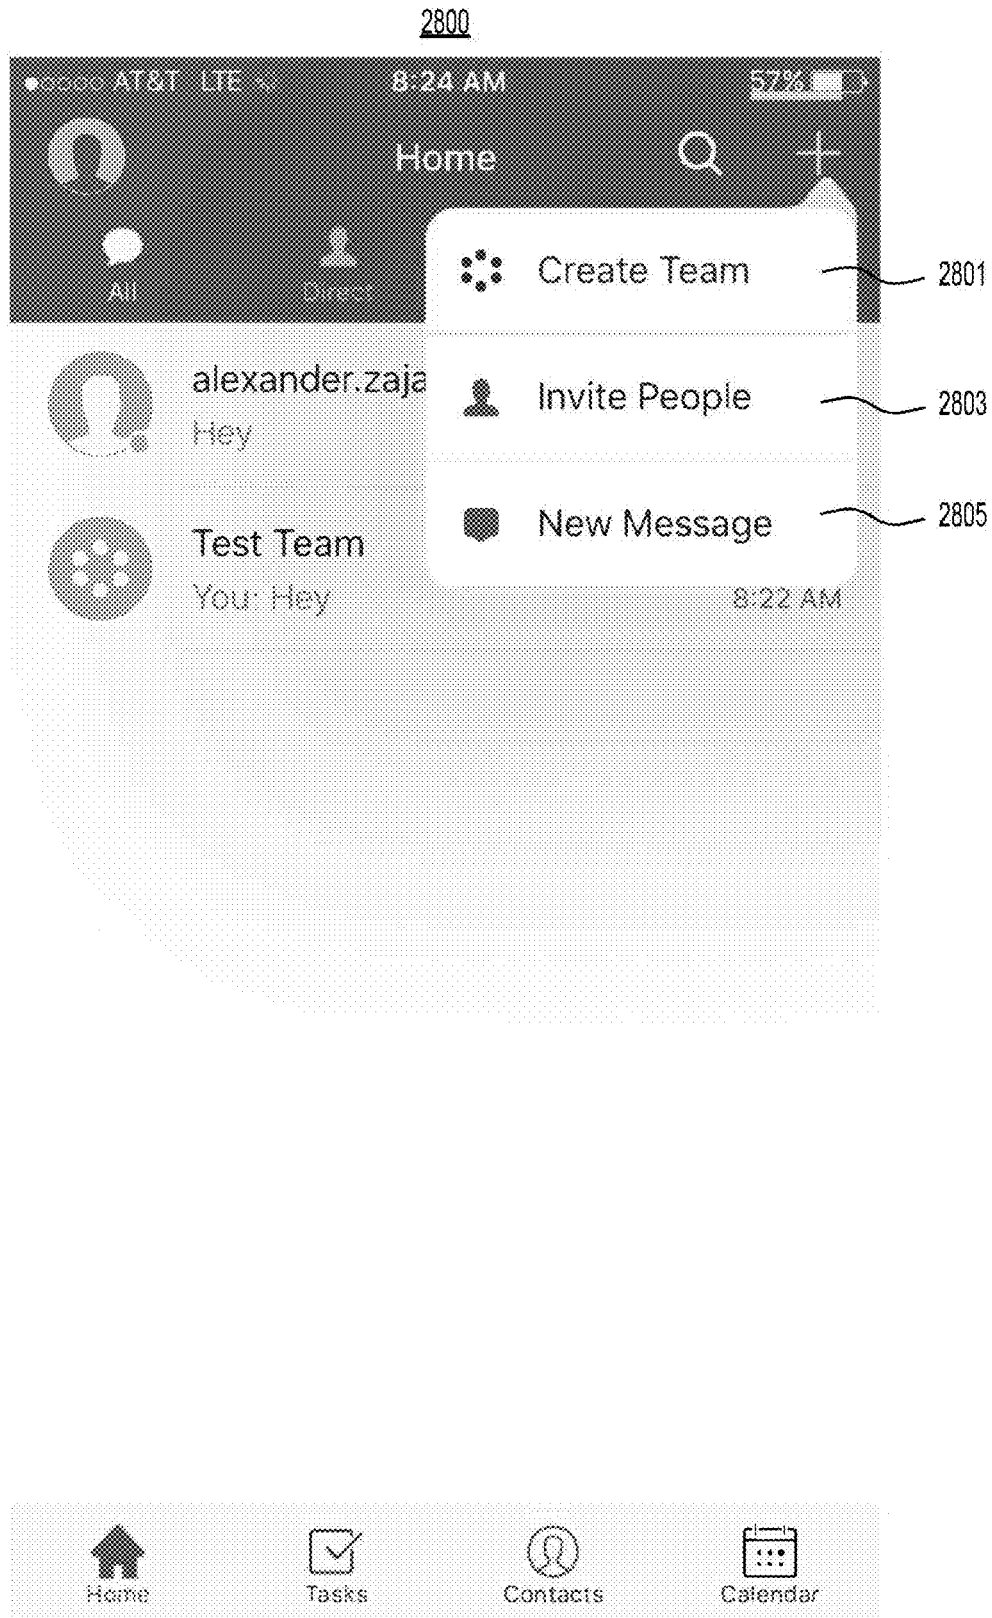 2800
AT&T LTE 8:24 AM 57%
Home
All Direct
Create Team 2801
alexander.zaja
Hey
Invite People 2803
New Message 2805
Test Team
You: Hey 8:22 AM
Home Tasks Contacts Calendar